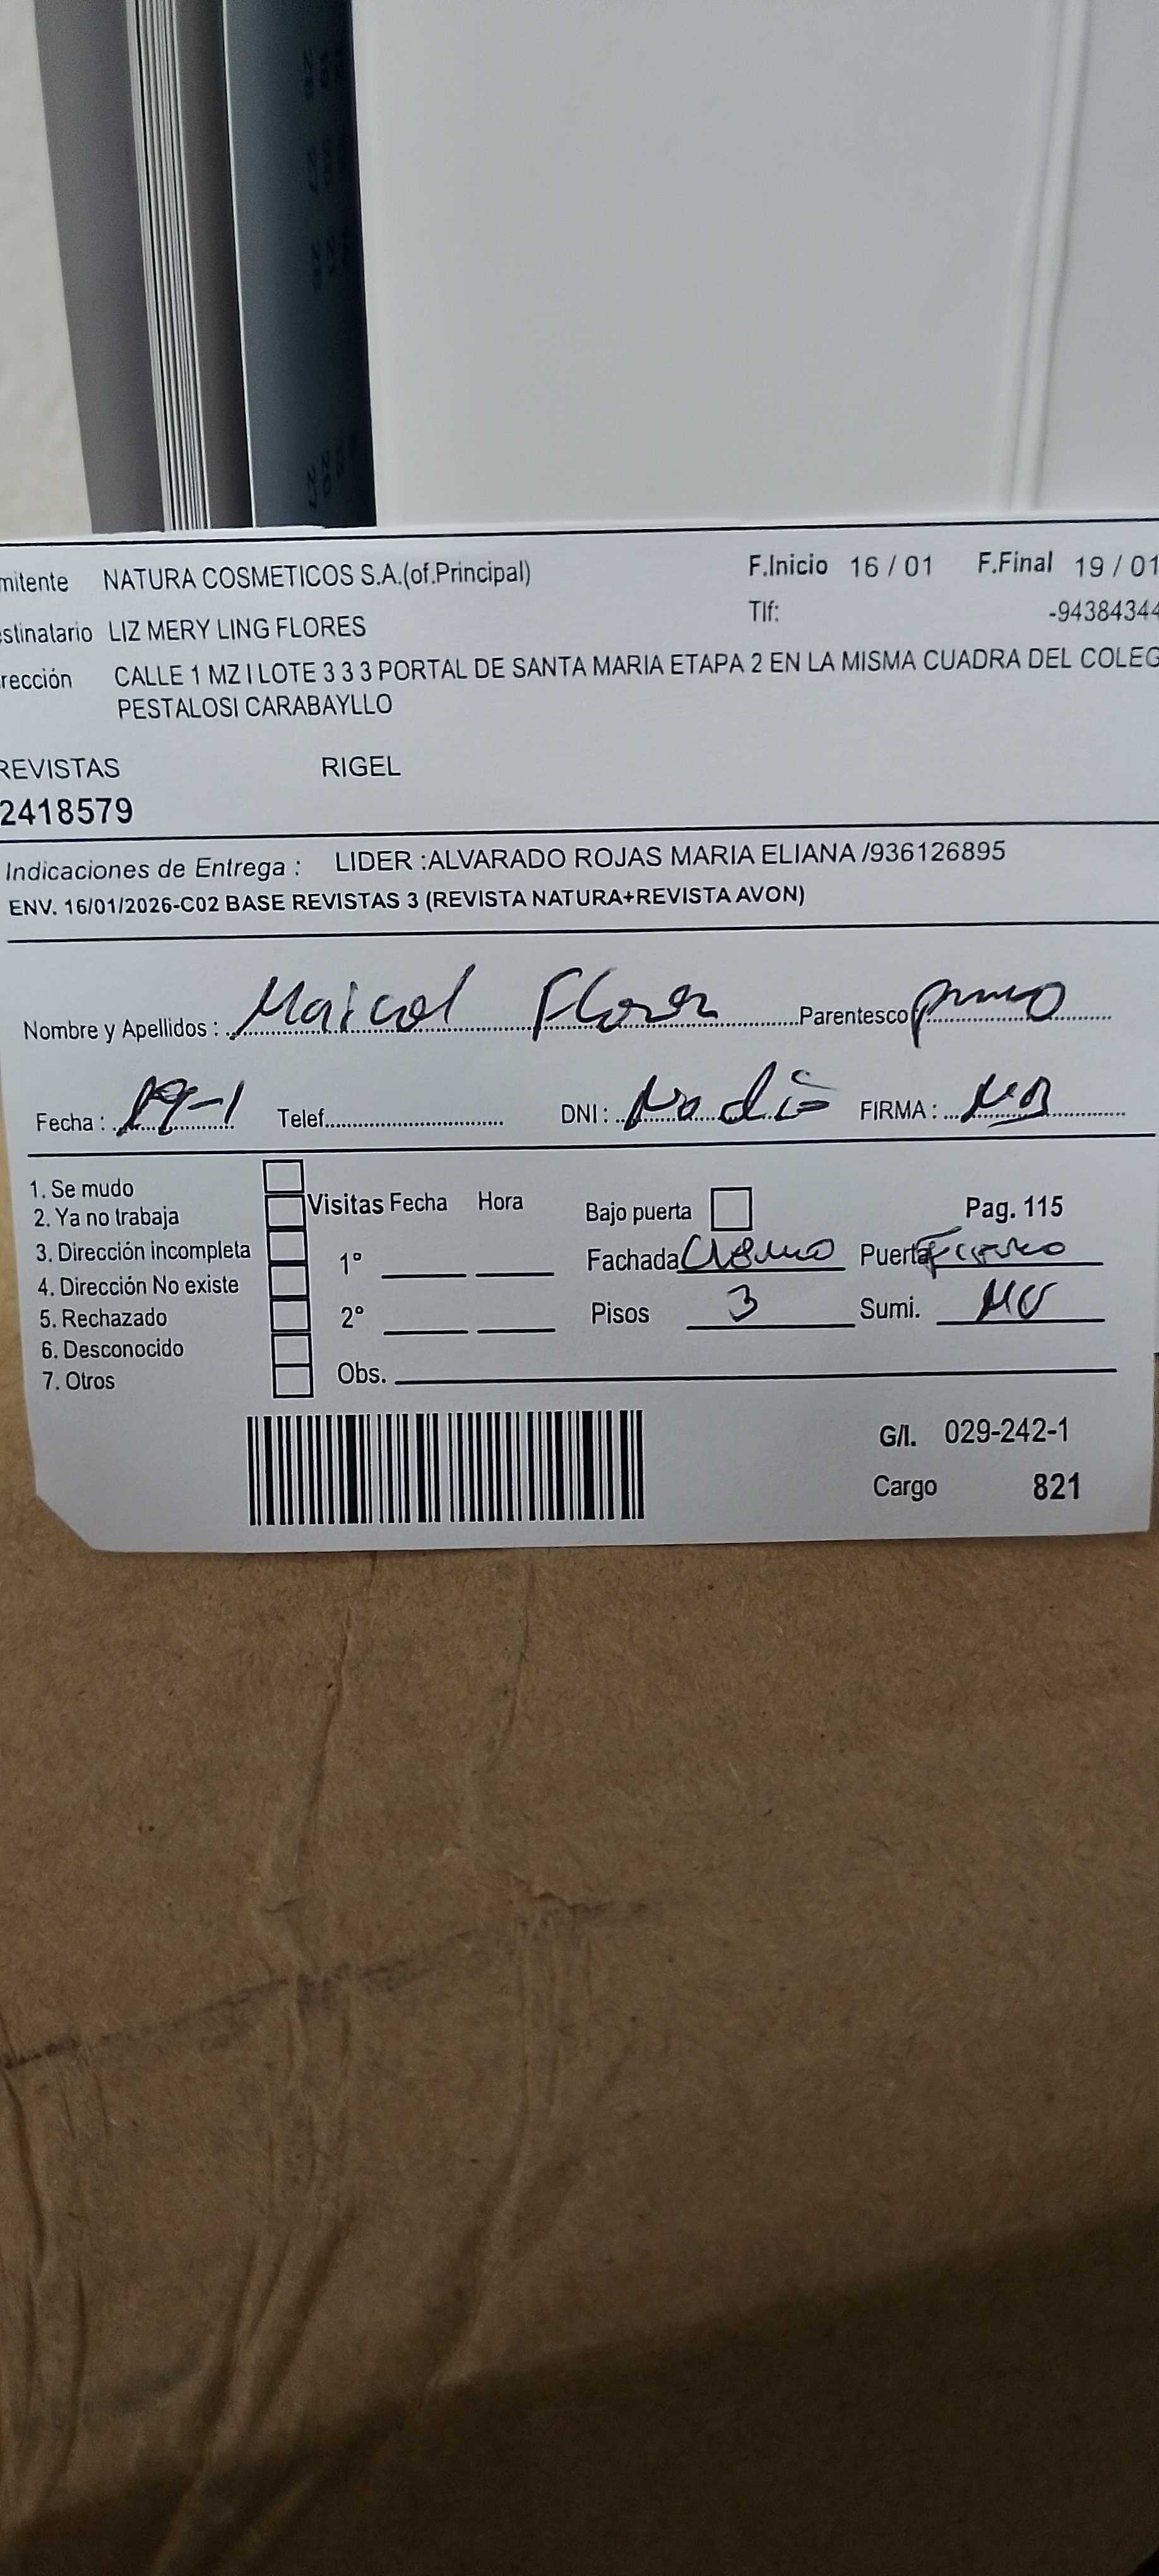 mitente NATURA COSMETICOS S.A.(of.Principal) F.Inicio 16 / 01 F.Final 19 / 01
estinatario LIZ MERY LING FLORES Tlf: -94384344
rección CALLE 1 MZ I LOTE 3 3 3 PORTAL DE SANTA MARIA ETAPA 2 EN LA MISMA CUADRA DEL COLEG
PESTALOSI CARABAYLLO
REVISTAS RIGEL
2418579
Indicaciones de Entrega : LIDER :ALVARADO ROJAS MARIA ELIANA /936126895
ENV. 16/01/2026-C02 BASE REVISTAS 3 (REVISTA NATURA+REVISTA AVON)
Nombre y Apellidos : Maicol Flores Parentesco primo
Fecha : 19-1 Telef. DNI : No dio FIRMA :
1. Se mudo
2. Ya no trabaja Visitas Fecha Hora Bajo puerta Pag. 115
3. Dirección incompleta 1° Fachada Cremo Puerta
4. Dirección No existe
5. Rechazado 2° Pisos 3 Sumi.
6. Desconocido
7. Otros Obs.
G/I. 029-242-1
Cargo 821